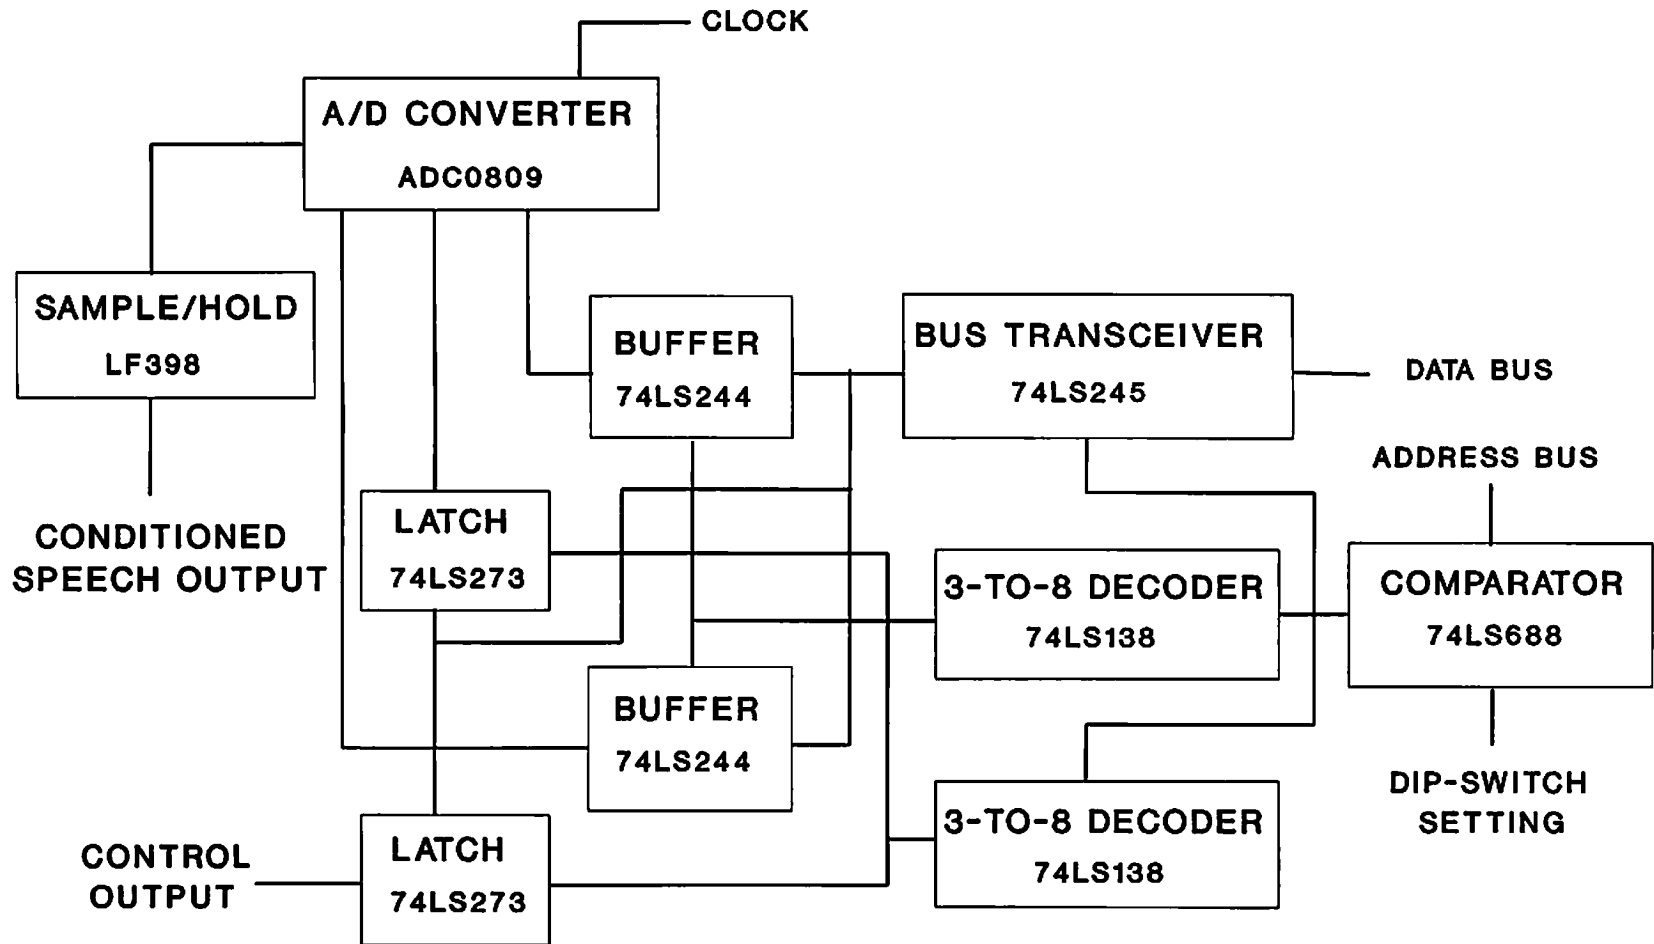 CLOCK
A/D CONVERTER
ADC0809
SAMPLE/HOLD
LF398
BUFFER
74LS244
BUS TRANSCEIVER
74LS245
DATA BUS
ADDRESS BUS
CONDITIONED
SPEECH OUTPUT
LATCH
74LS273
3-TO-8 DECODER
74LS138
COMPARATOR
74LS688
BUFFER
74LS244
DIP-SWITCH
SETTING
CONTROL
OUTPUT
LATCH
74LS273
3-TO-8 DECODER
74LS138